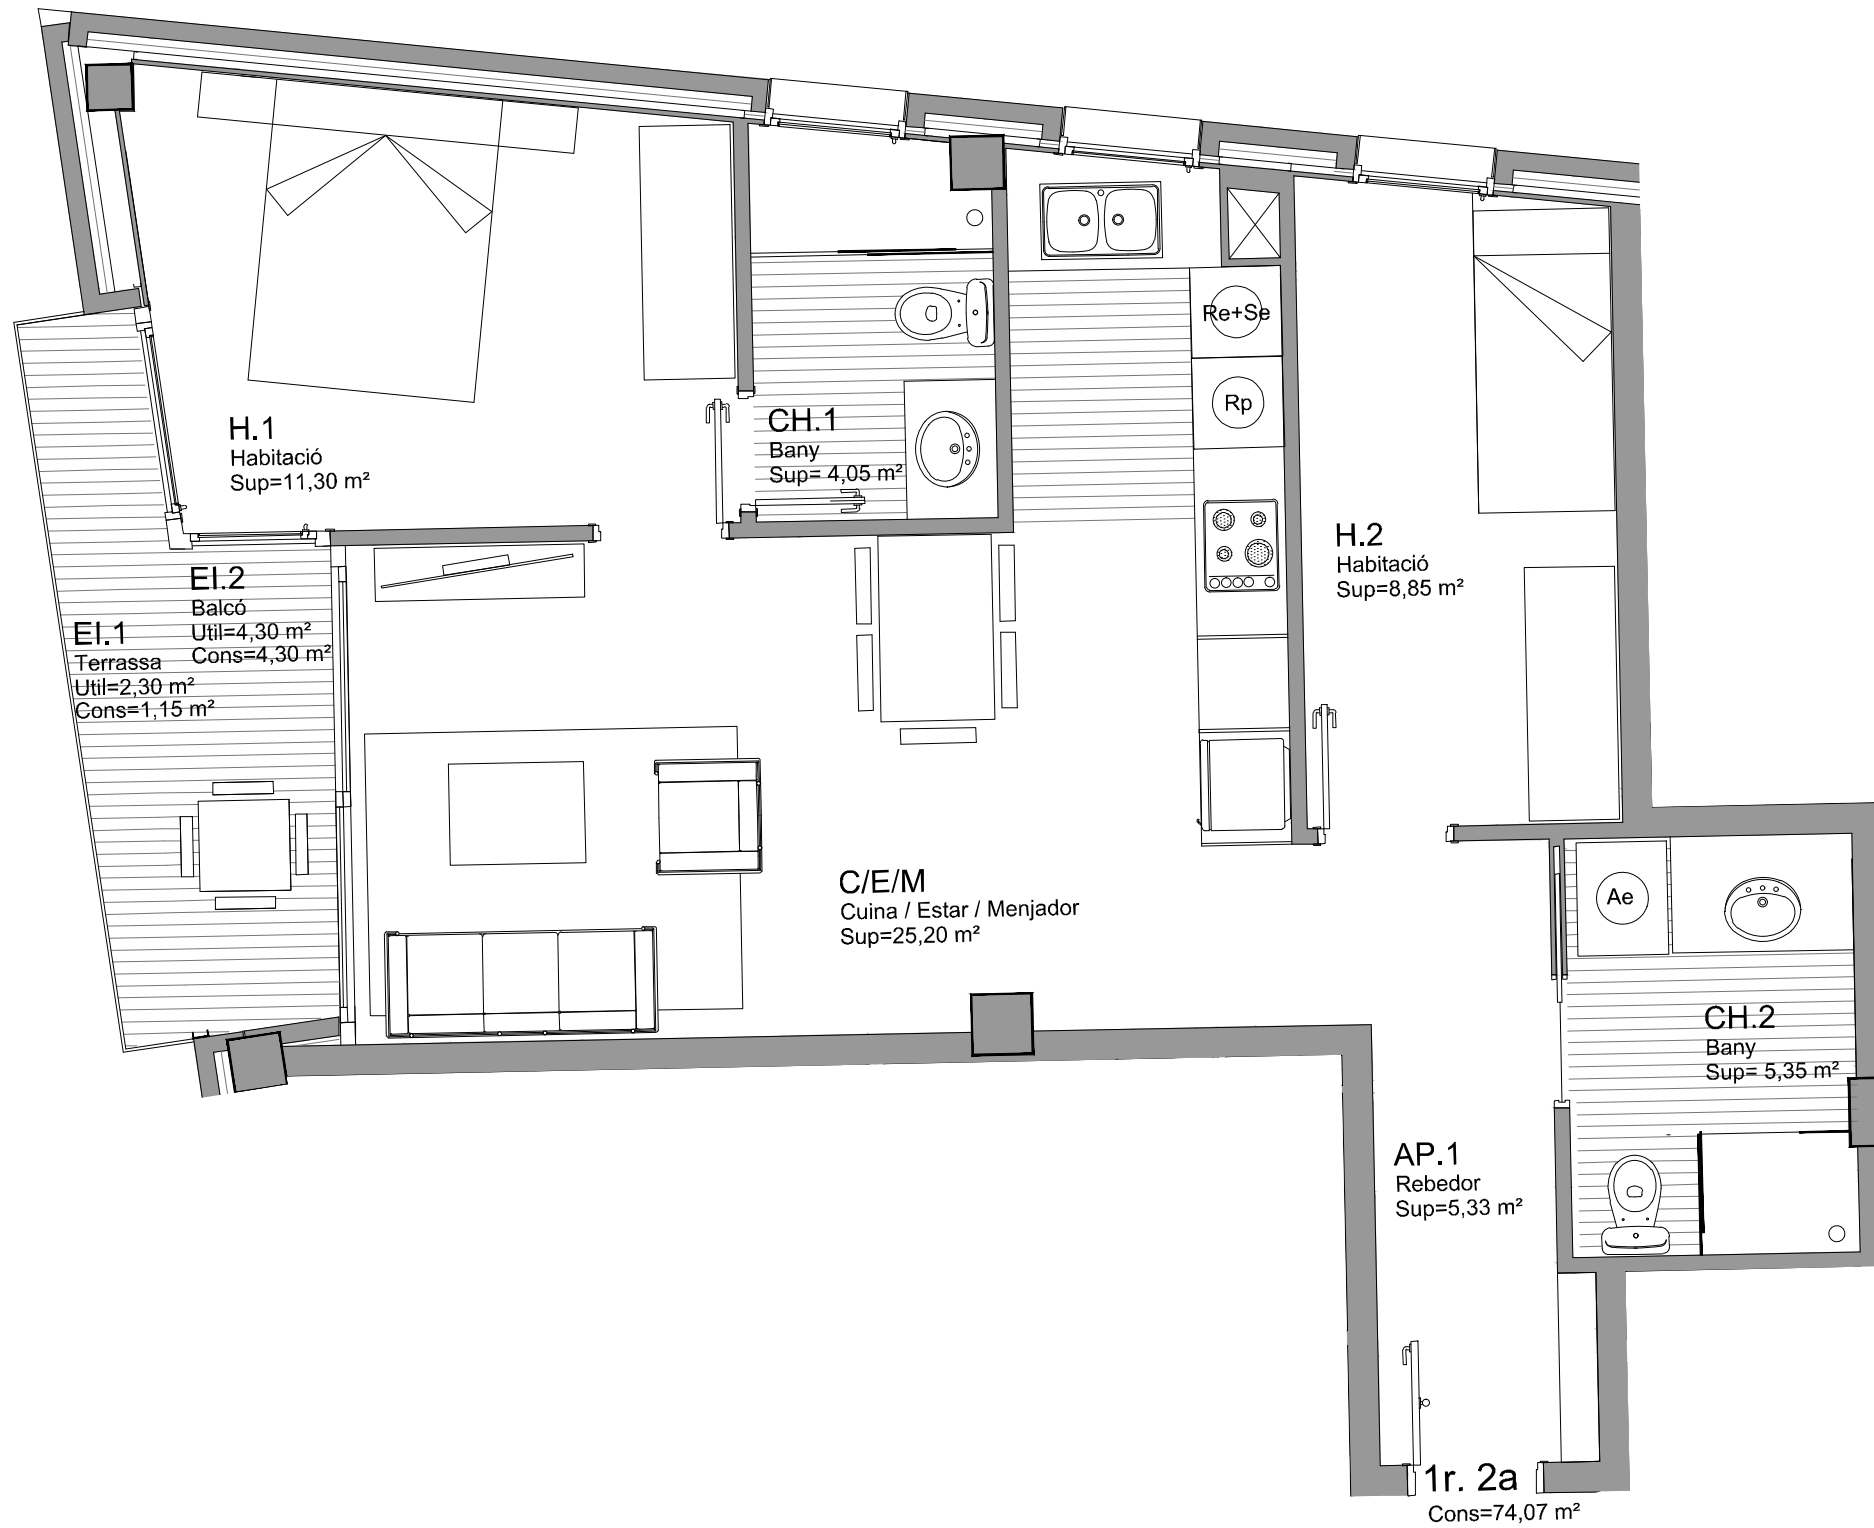 Re+Se
Rp
H.1
Habitació
Sup=11,30 m²
CH.1
Bany
Sup= 4,05 m²
H.2
Habitació
Sup=8,85 m²
EI.2
Balcó
Util=4,30 m²
Cons=4,30 m²
EI.1
Terrassa
Util=2,30 m²
Cons=1,15 m²
C/E/M
Cuina / Estar / Menjador
Sup=25,20 m²
Ae
CH.2
Bany
Sup= 5,35 m²
AP.1
Rebedor
Sup=5,33 m²
1r. 2a
Cons=74,07 m²